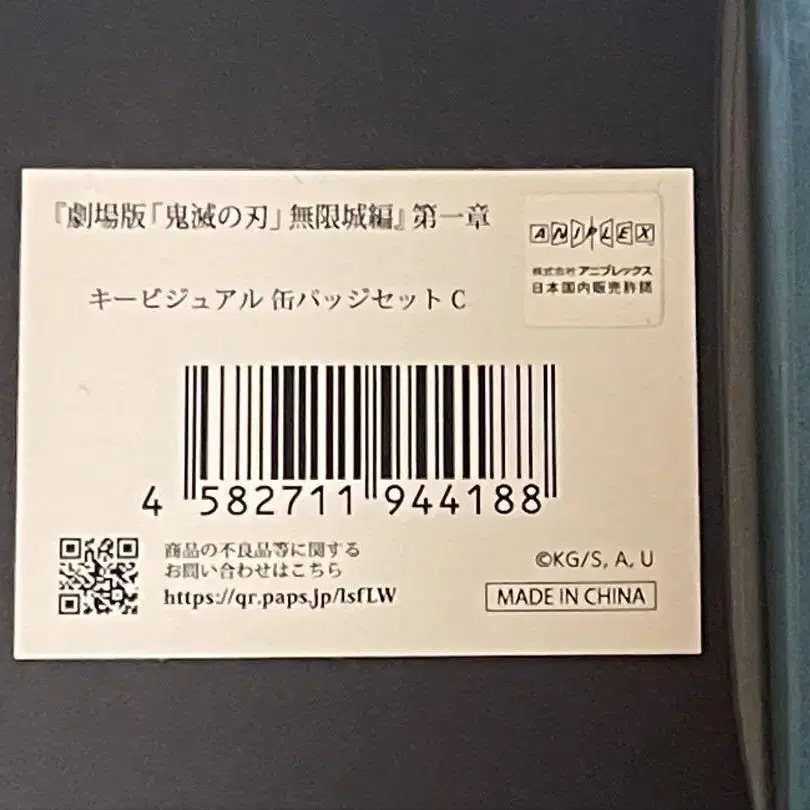 『劇場版「鬼滅の刃」無限城編』第一章
キービジュアル 缶バッジセット C
ANIPLEX
株式会社 アニプレックス
日本国内販売許諾
4 582711 944188
商品の不良品等に関する
お問い合わせはこちら
https://qr.paps.jp/lsfLW
©KG/S, A, U
MADE IN CHINA